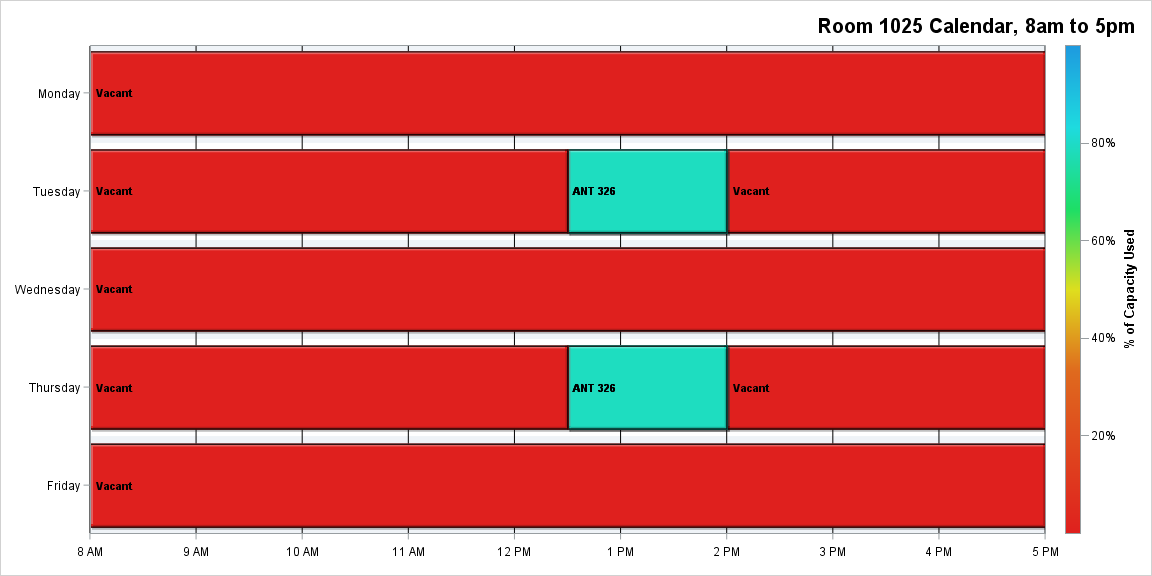 Room 1025 Calendar, 8am to 5pm
Monday
Vacant
Tuesday
Vacant
ANT 326
Vacant
Wednesday
Vacant
Thursday
Vacant
ANT 326
Vacant
Friday
Vacant
8 AM
9 AM
10 AM
11 AM
12 PM
1 PM
2 PM
3 PM
4 PM
5 PM
80%
60%
40%
20%
% of Capacity Used